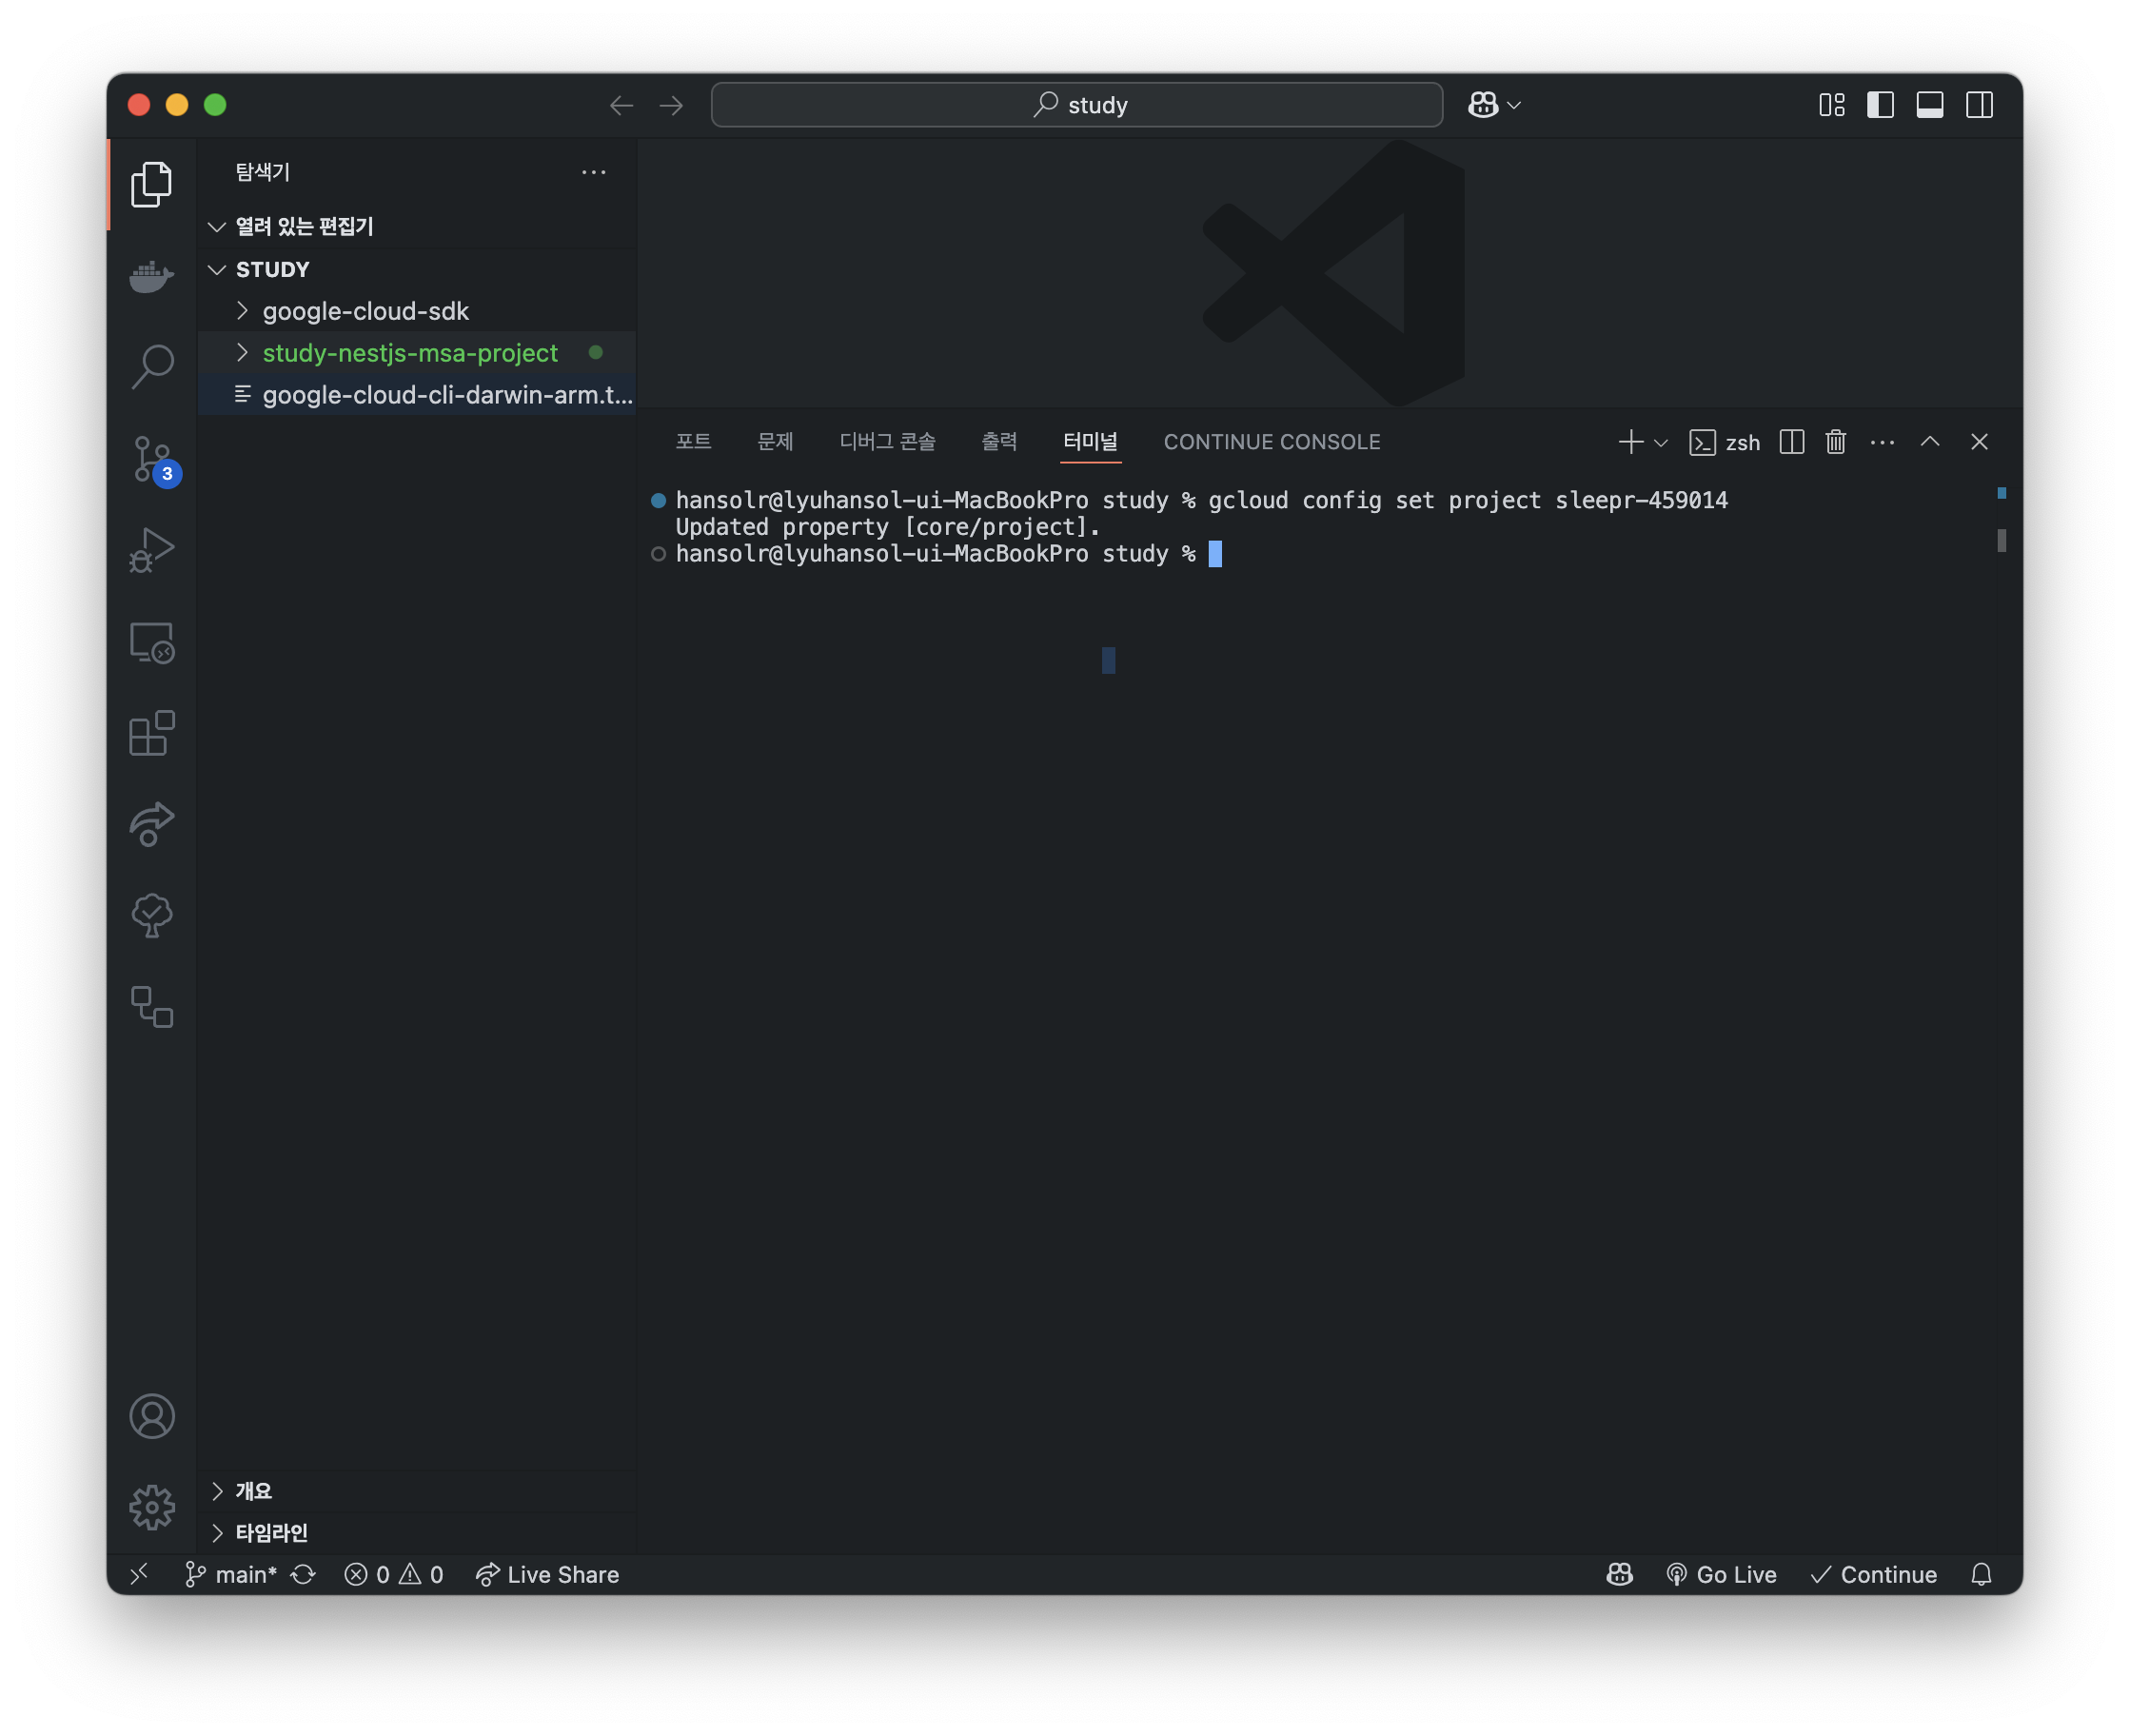 study
탐색기
열려 있는 편집기
STUDY
google-cloud-sdk
study-nestjs-msa-project
google-cloud-cli-darwin-arm.t...
3
포트 문제 디버그 콘솔 출력 터미널 CONTINUE CONSOLE zsh
hansolr@lyuhansol-ui-MacBookPro study % gcloud config set project sleepr-459014
Updated property [core/project].
hansolr@lyuhansol-ui-MacBookPro study %
개요
타임라인
main* 0 0 Live Share Go Live Continue